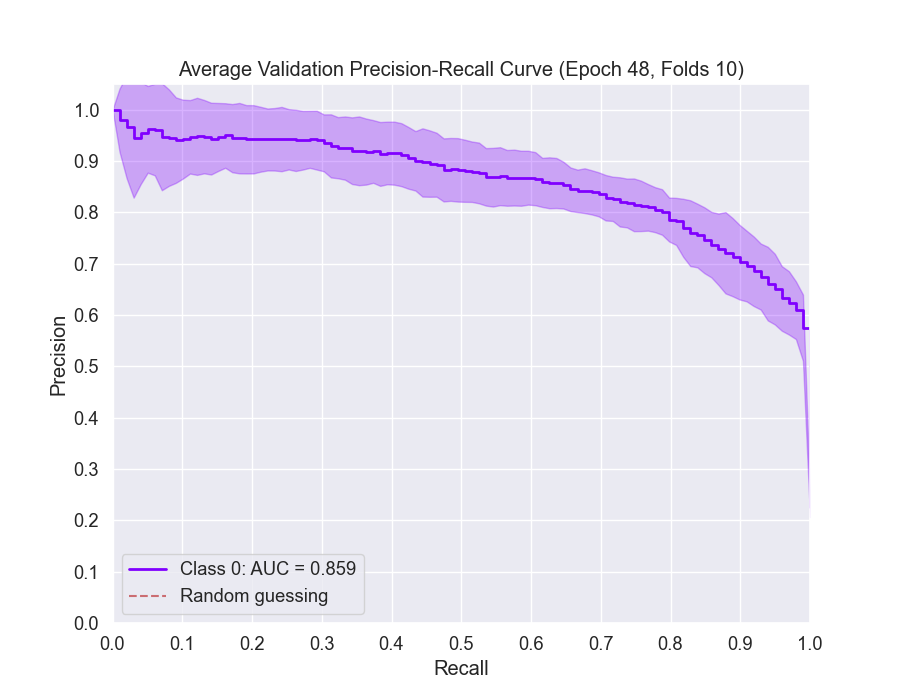 Average Validation Precision-Recall Curve (Epoch 48, Folds 10)
1.0
0.9
0.8
0.7
0.6
0.5
0.4
0.3
0.2
0.1
0.0
Precision
Class 0: AUC = 0.859
Random guessing
0.0 0.1 0.2 0.3 0.4 0.5 0.6 0.7 0.8 0.9 1.0
Recall